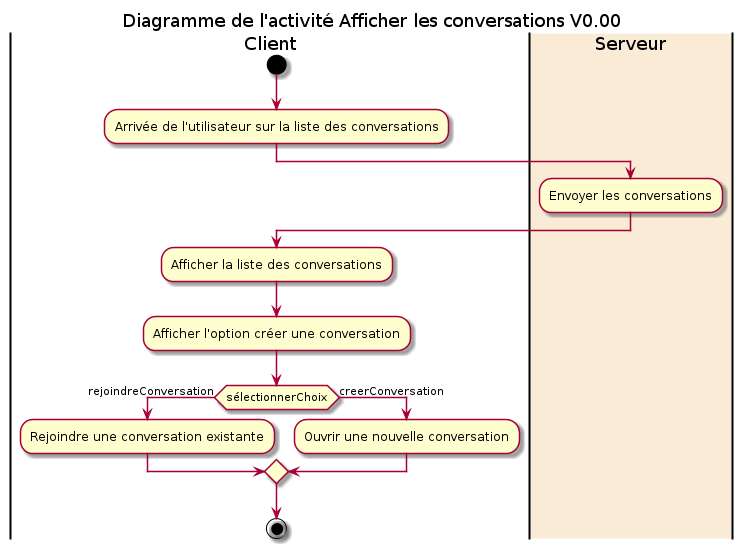 Diagramme de l'activité Afficher les conversations V0.00
Client
Serveur
Arrivée de l'utilisateur sur la liste des conversations
Envoyer les conversations
Afficher la liste des conversations
Afficher l'option créer une conversation
sélectionnerChoix
rejoindreConversation
creerConversation
Rejoindre une conversation existante
Ouvrir une nouvelle conversation